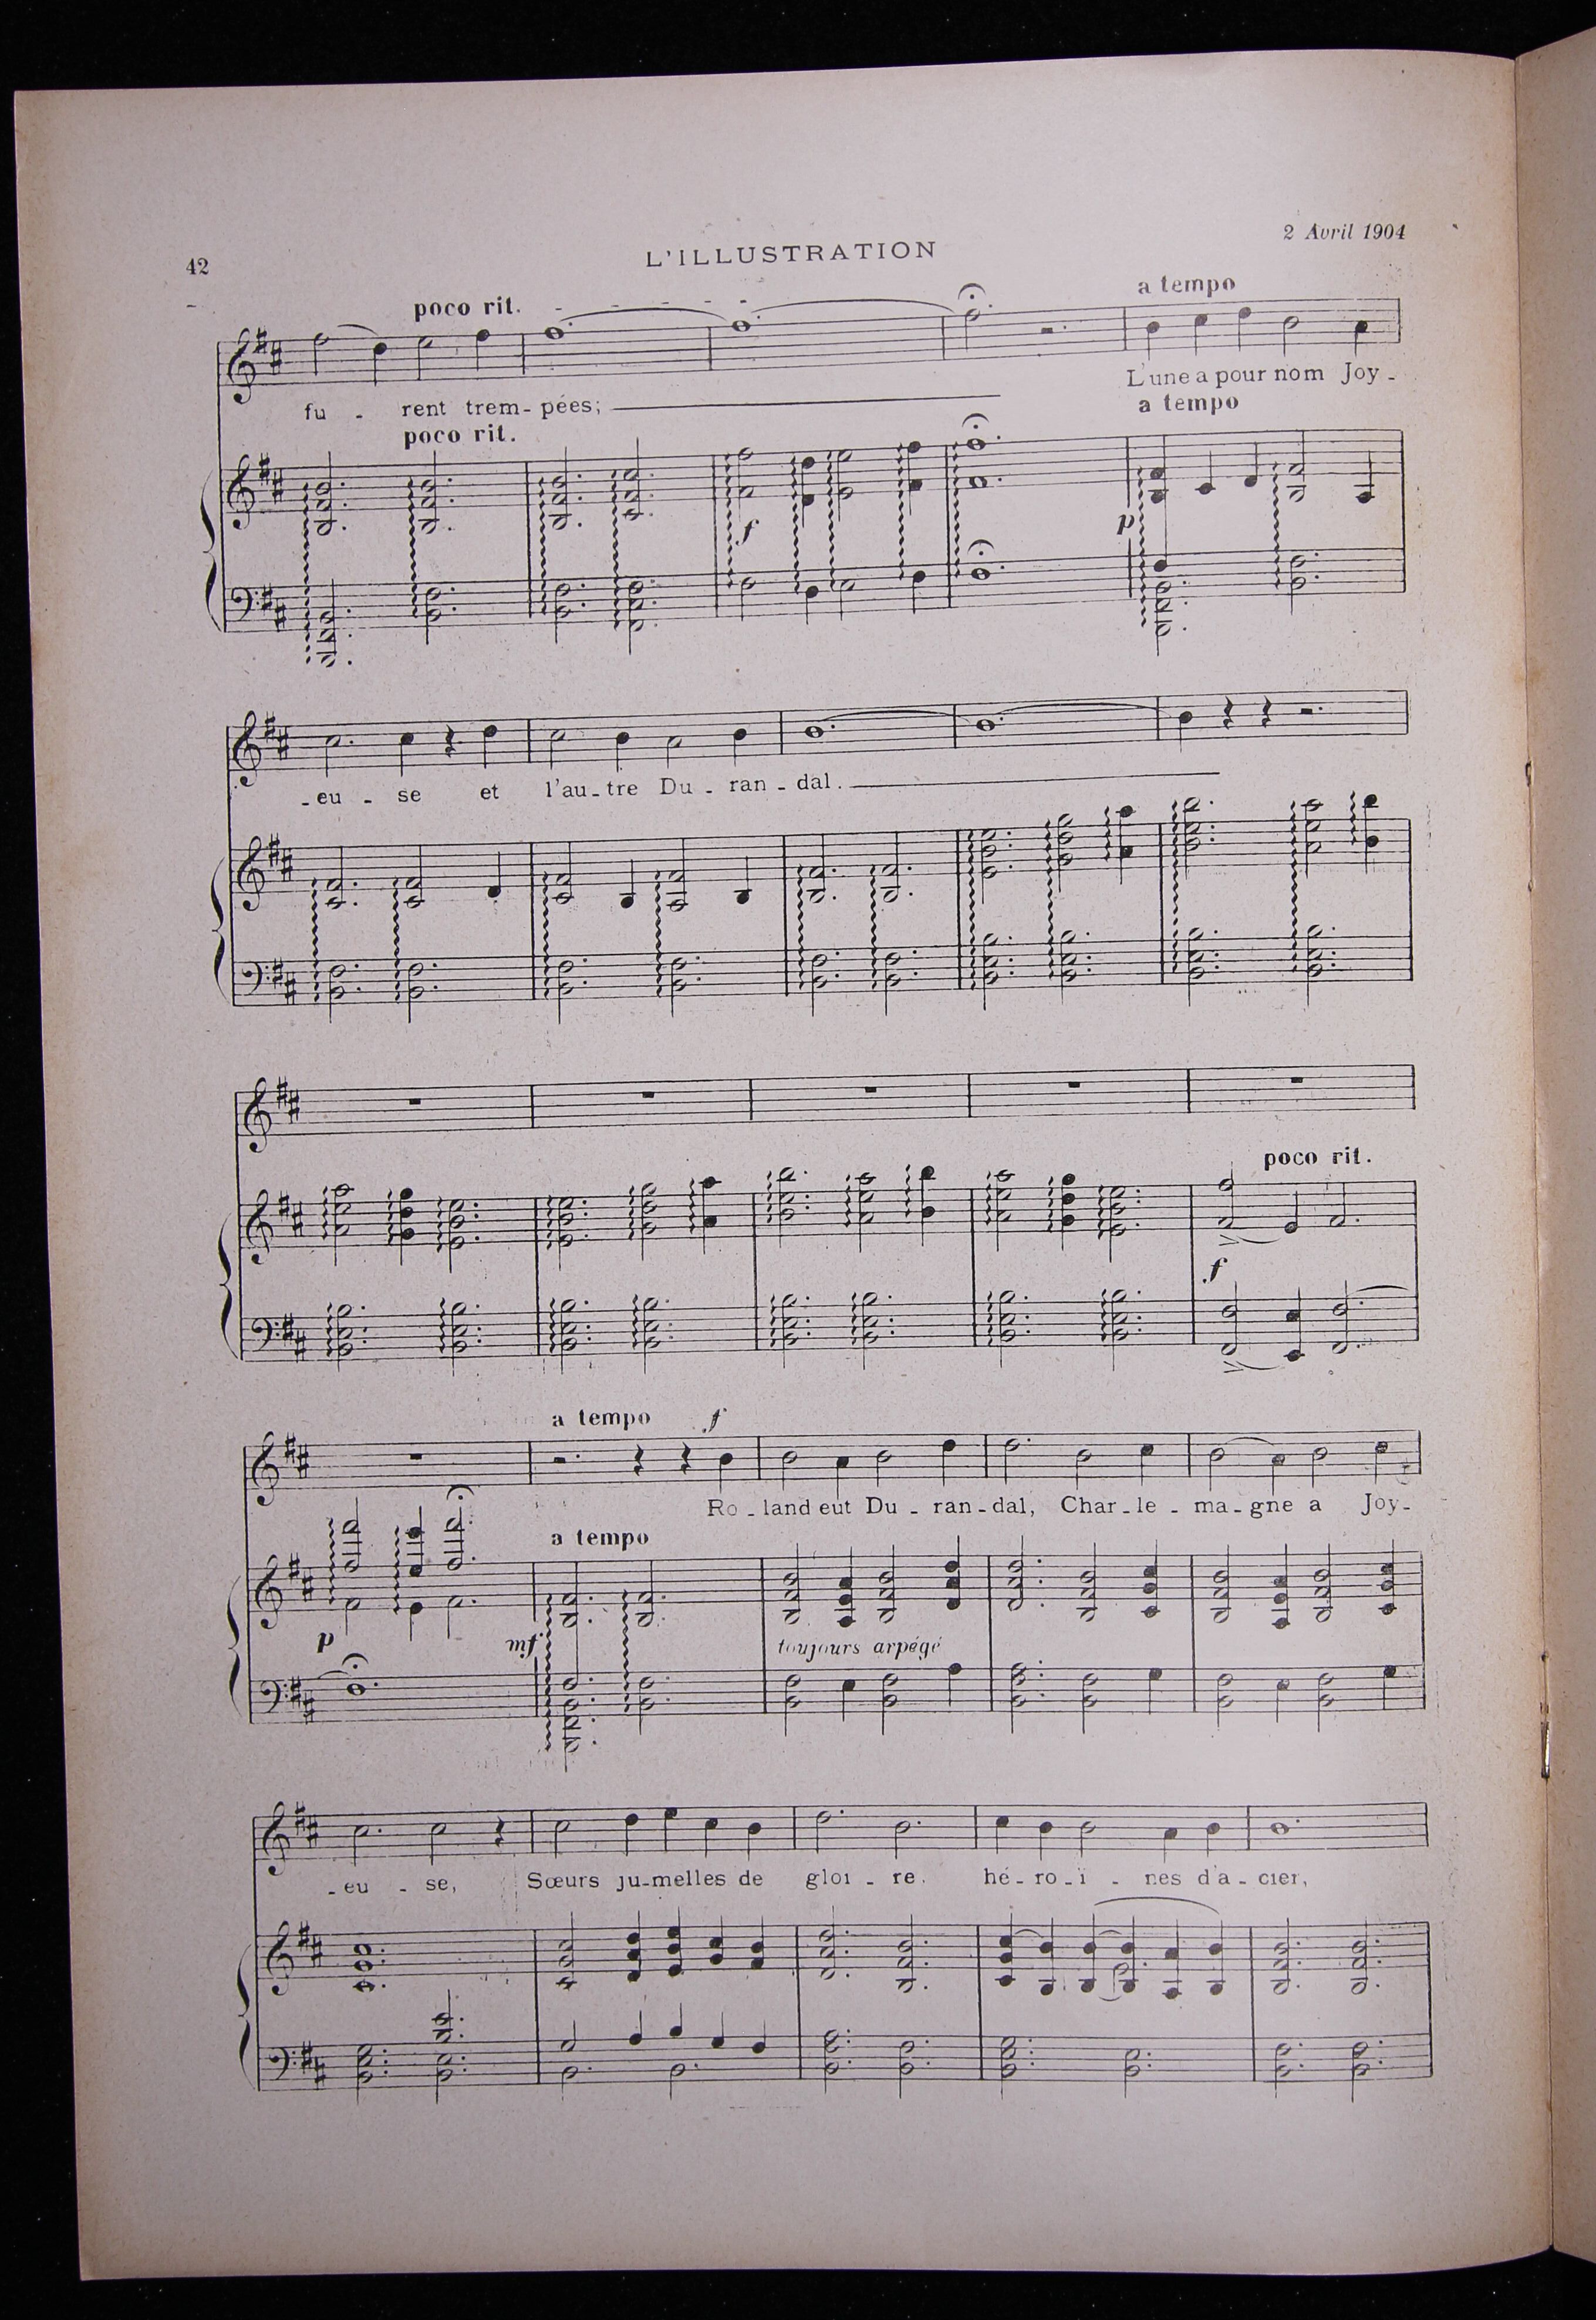 42
L'ILLUSTRATION
2 Avril 1904
poco rit. - - - - -
a tempo
fu - rent trem - pées; L'une a pour nom Joy -
poco rit.
a tempo
f
p
- eu - se et l'au - tre Du - ran - dal.
poco rit.
f
a tempo f
Ro - land eut Du - ran - dal, Char - le - ma - gne a Joy -
a tempo
p
mf
toujours arpégé
- eu - se, Sœurs ju - melles de gloi - re, hé - ro - ï - nes d'a - cier,